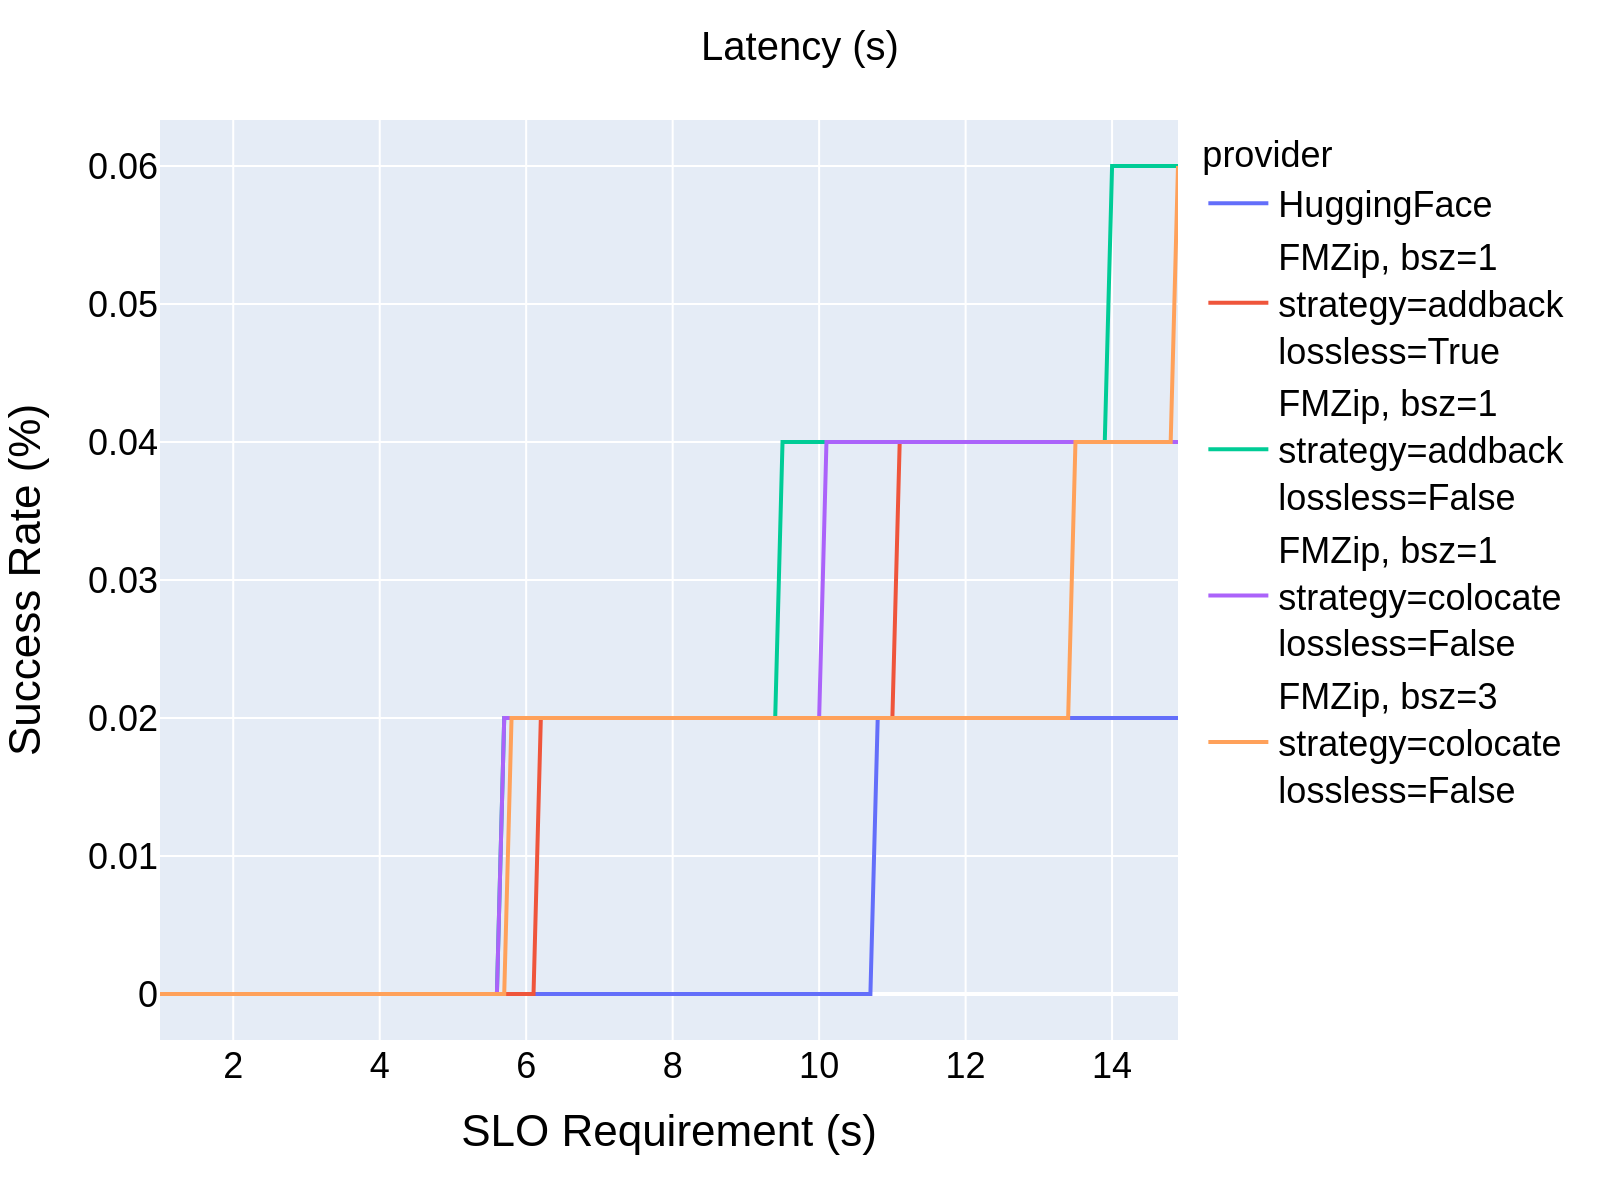 Latency (s)
0.06
0.05
0.04
0.03
0.02
0.01
0
Success Rate (%)
2 4 6 8 10 12 14
SLO Requirement (s)
provider
HuggingFace
FMZip, bsz=1
strategy=addback
lossless=True
FMZip, bsz=1
strategy=addback
lossless=False
FMZip, bsz=1
strategy=colocate
lossless=False
FMZip, bsz=3
strategy=colocate
lossless=False